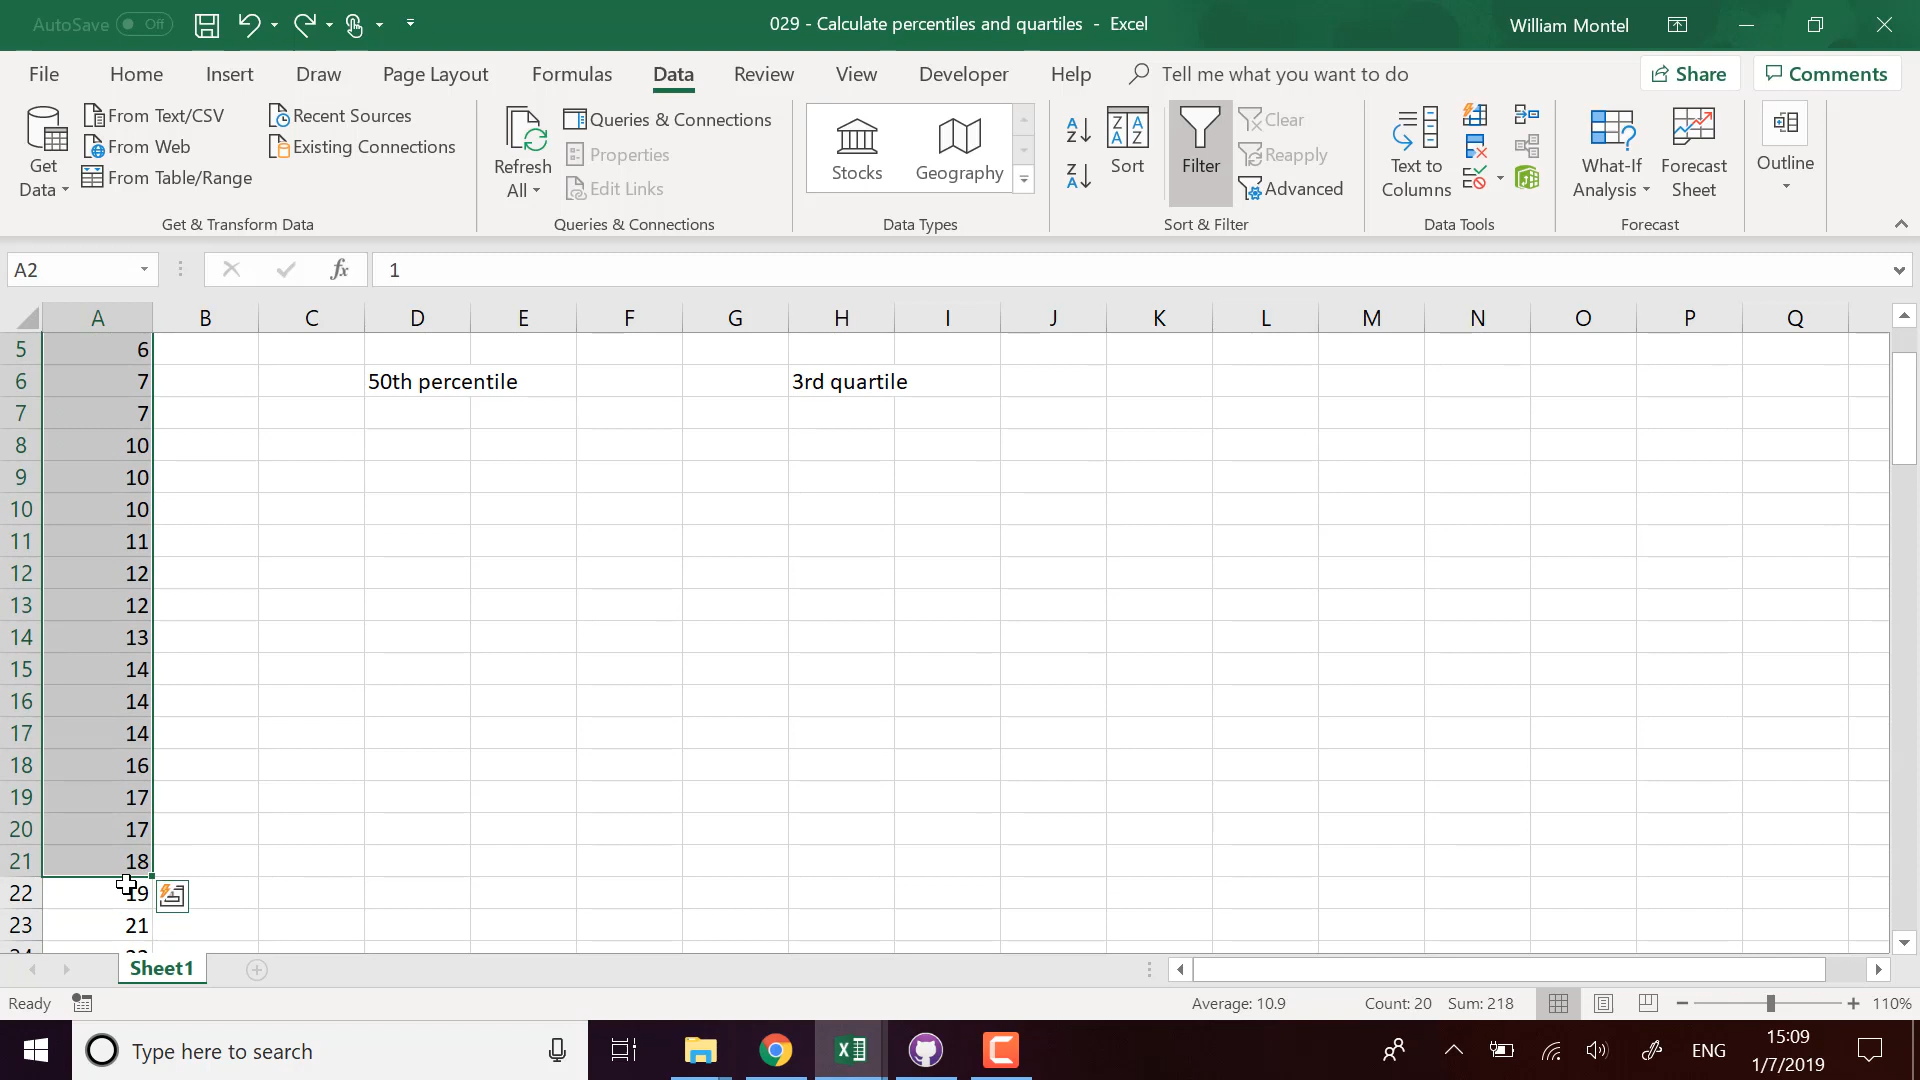 AutoSave Off 029 - Calculate percentiles and quartiles - Excel William Montel
File Home Insert Draw Page Layout Formulas Data Review View Developer Help Tell me what you want to do Share Comments
Get Data
From Text/CSV
From Web
From Table/Range
Recent Sources
Existing Connections
Get & Transform Data
Refresh All
Queries & Connections
Properties
Edit Links
Queries & Connections
Stocks Geography
Data Types
Sort
Filter
Clear
Reapply
Advanced
Sort & Filter
Text to Columns
Data Tools
What-If Analysis
Forecast Sheet
Forecast
Outline
A2 fx 1
A B C D E F G H I J K L M N O P Q
5 6
6 7 50th percentile 3rd quartile
7 7
8 10
9 10
10 10
11 11
12 12
13 12
14 13
15 14
16 14
17 14
18 16
19 17
20 17
21 18
22 19
23 21
Sheet1
Ready Average: 10.9 Count: 20 Sum: 218 110%
Type here to search ENG 15:09
1/7/2019